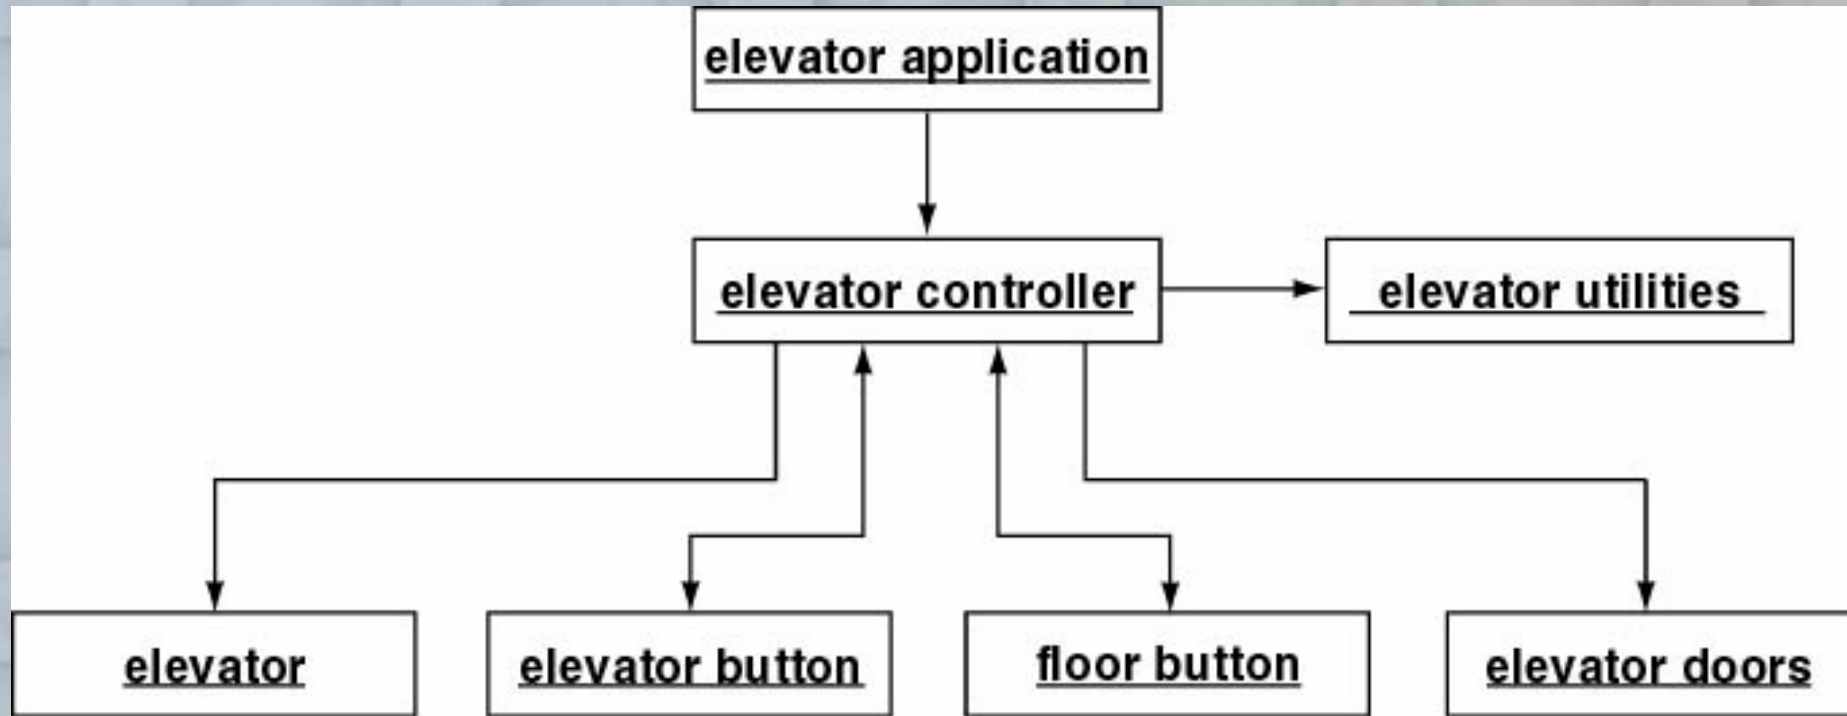 elevator application
elevator controller
elevator utilities
elevator
elevator button
floor button
elevator doors